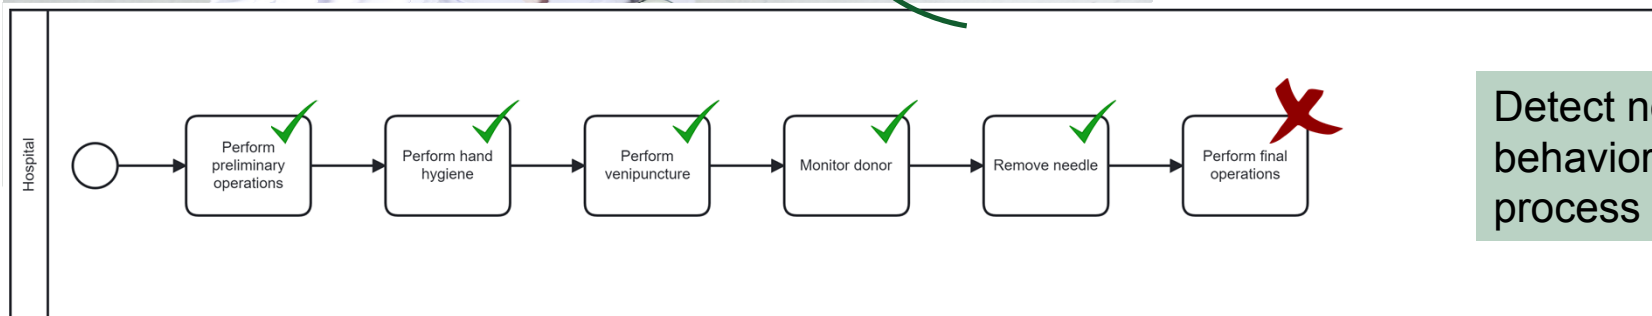 Hospital
Perform
preliminary
operations
Perform hand
hygiene
Perform
venipuncture
Monitor donor
Remove needle
Perform final
operations
Detect
behavior
process